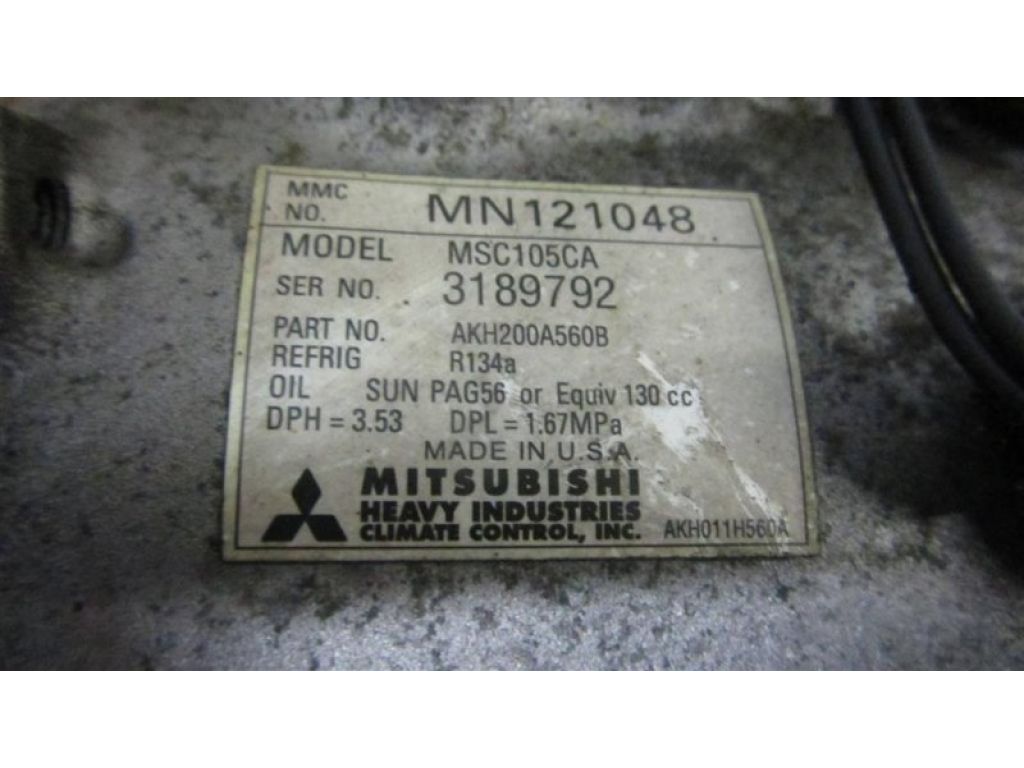 MMC NO. MN121048
MODEL MSC105CA
SER NO. 3189792
PART NO. AKH200A560B
REFRIG R134a
OIL SUN PAG56 or Equiv 130 cc
DPH = 3.53 DPL = 1.67MPa
MADE IN U.S.A.
MITSUBISHI
HEAVY INDUSTRIES
CLIMATE CONTROL, INC. AKH011H560A